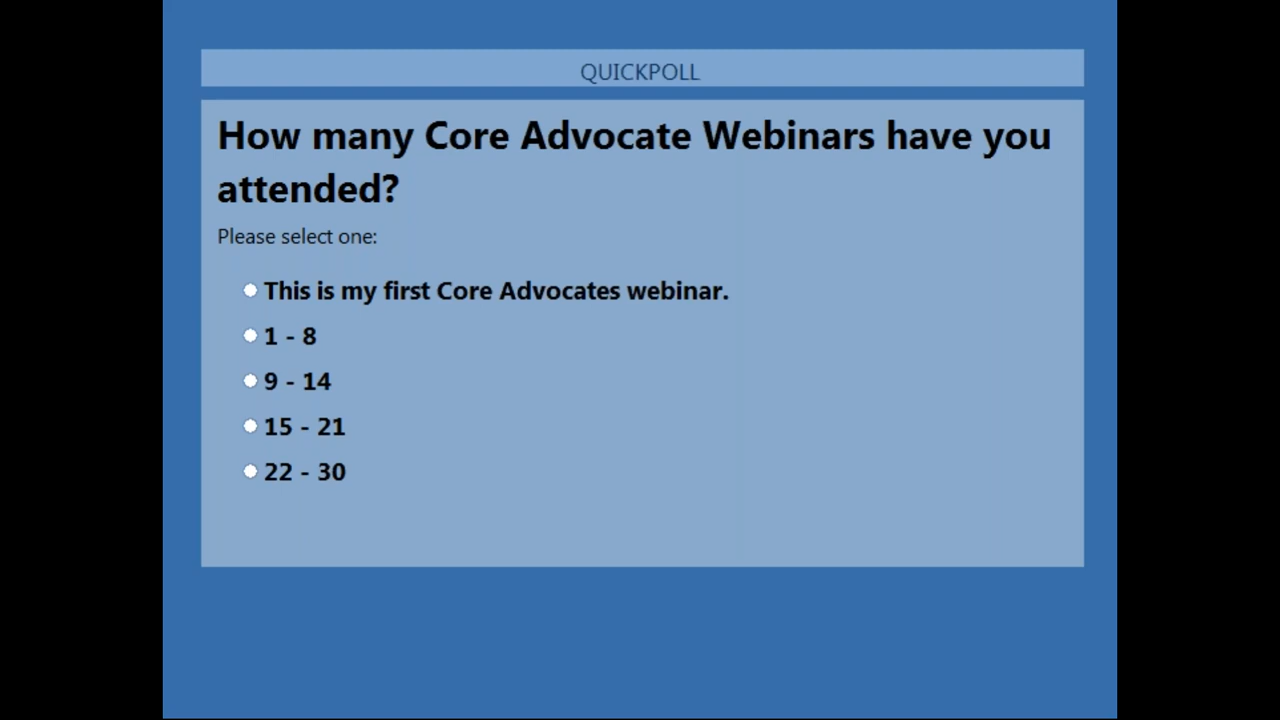 QUICKPOLL
How many Core Advocate Webinars have you
attended?
Please select one:
This is my first Core Advocates webinar.
1 - 8
9 - 14
15 - 21
22 - 30